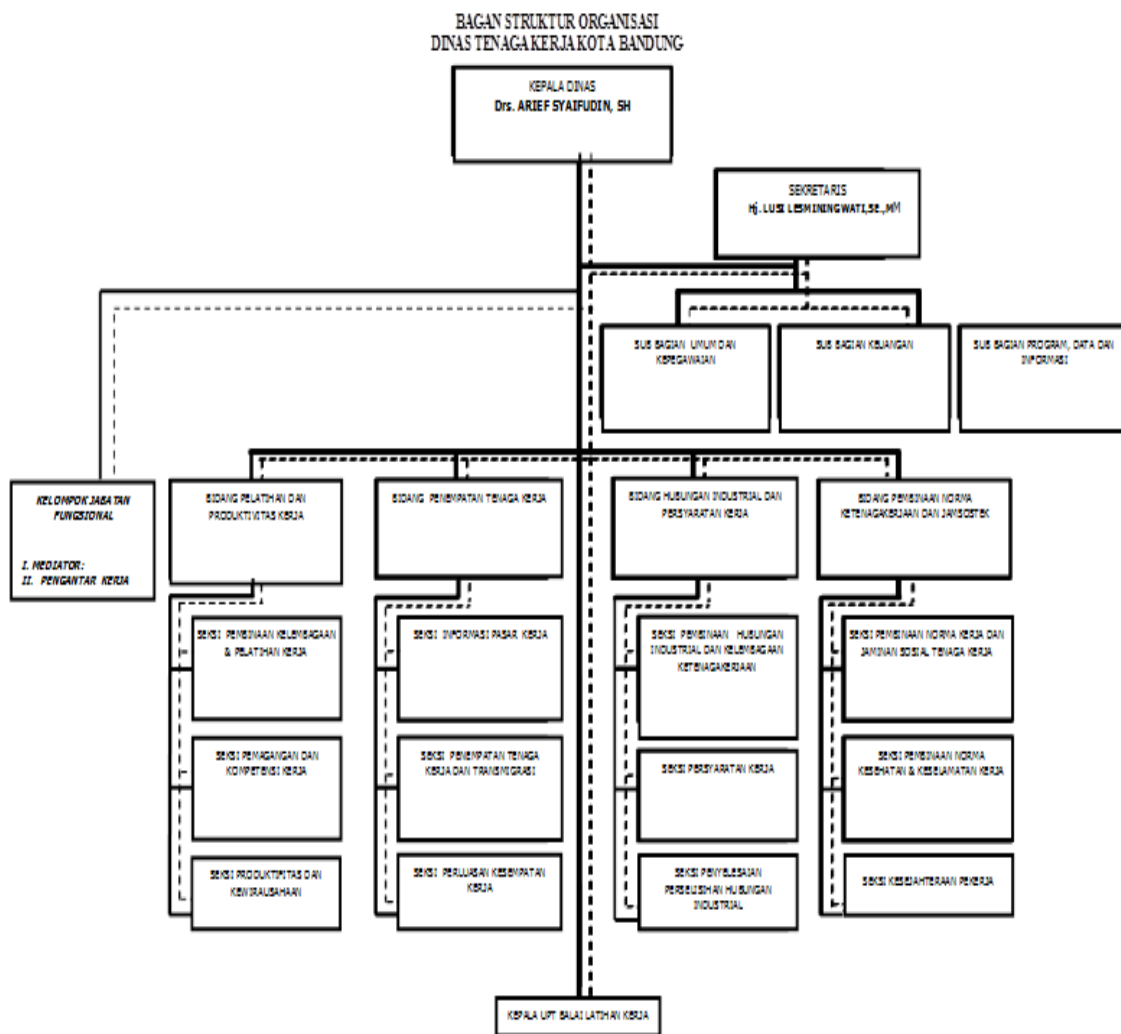 BAGAN STRUKTUR ORGANISASI
DINAS TENAGA KERJA KOTA BANDUNG
KEPALA DINAS
Drs. ARIEF SYAIFUDIN, SH
SEKRETARIS
Hj. LUSI LESMININGWATI,SE.,MM
SUB BAGIAN UMUM DAN
KEPEGAWAIAN
SUB BAGIAN KEUANGAN
SUB BAGIAN PROGRAM, DATA DAN
INFORMASI
KELOMPOK JABATAN
FUNGSIONAL
I. MEDIATOR:
II. PENGANTAR KERJA
BIDANG PELATIHAN DAN
PRODUKTIVITAS KERJA
BIDANG PENEMPATAN TENAGA KERJA
BIDANG HUBUNGAN INDUSTRIAL DAN
PERSYARATAN KERJA
BIDANG PEMBINAAN NORMA
KETENAGAKERJAAN DAN JAMSOSTEK
SEKSI PEMBINAAN KELEMBAGAAN
& PELATIHAN KERJA
SEKSI INFORMASI PASAR KERJA
SEKSI PEMBINAAN HUBUNGAN
INDUSTRIAL DAN KELEMBAGAAN
KETENAGAKERJAAN
SEKSI PEMBINAAN NORMA KERJA DAN
JAMINAN SOSIAL TENAGA KERJA
SEKSI PEMAGANGAN DAN
KOMPETENSI KERJA
SEKSI PENEMPATAN TENAGA
KERJA DAN TRANSMIGRASI
SEKSI PERSYARATAN KERJA
SEKSI PEMBINAAN NORMA
KESEHATAN & KESELAMATAN KERJA
SEKSI PRODUKTIFITAS DAN
KEWIRAUSAHAAN
SEKSI PERLUASAN KESEMPATAN
KERJA
SEKSI PENYELESAIAN
PERSELISIHAN HUBUNGAN
INDUSTRIAL
SEKSI KESEJAHTERAAN PEKERJA
KEPALA UPT BALAI LATIHAN KERJA